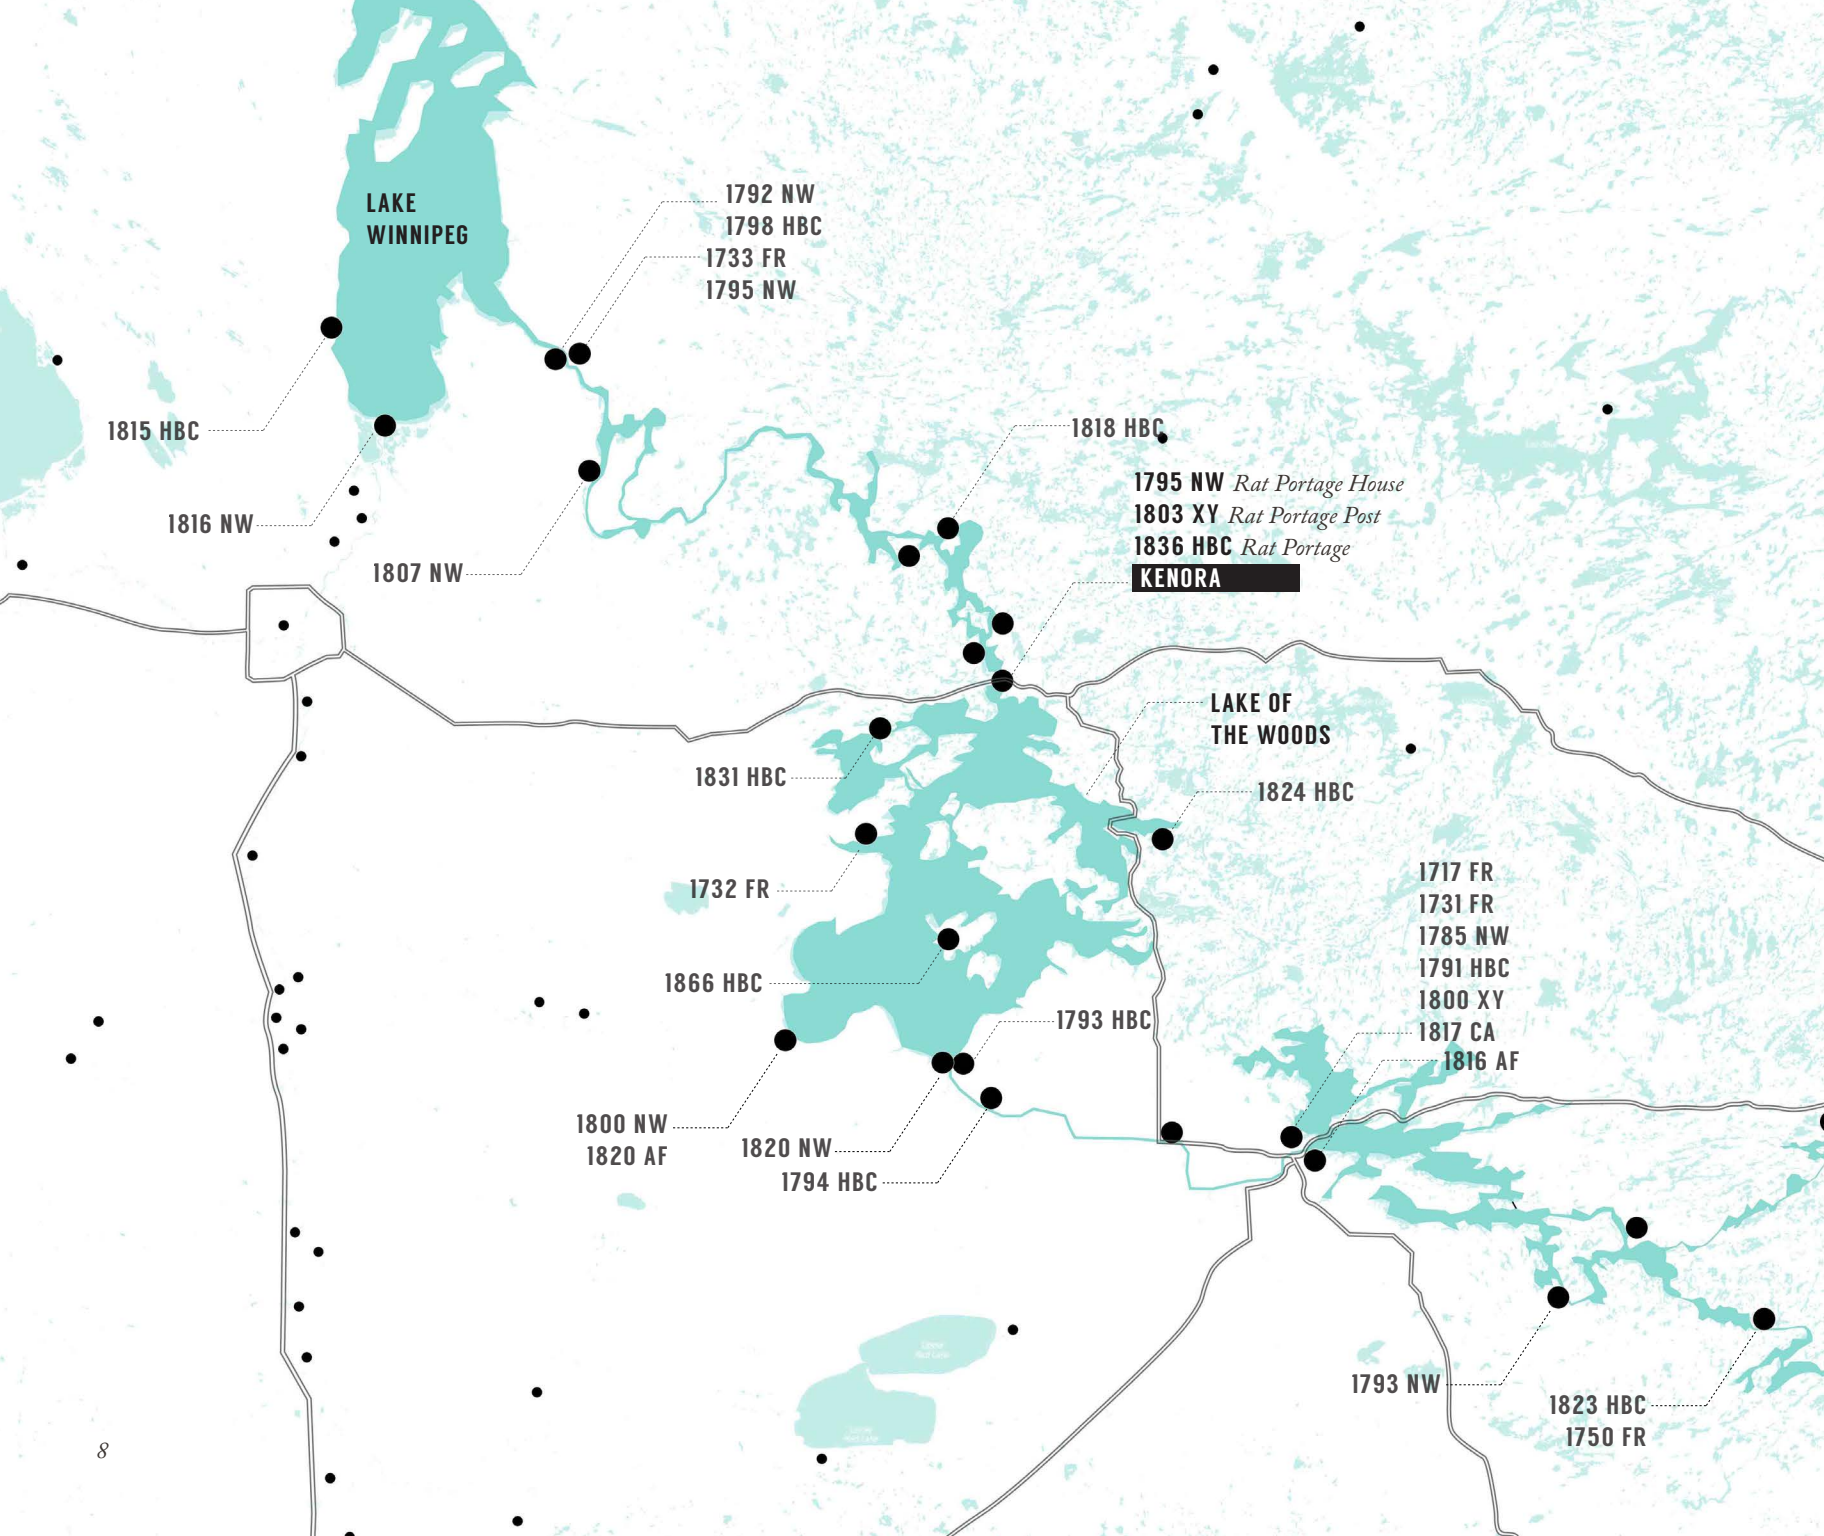 LAKE
WINNIPEG
1792 NW
1798 HBC
1733 FR
1795 NW
1815 HBC
1816 NW
1807 NW
1818 HBC
1795 NW Rat Portage House
1803 XY Rat Portage Post
1836 HBC Rat Portage
KENORA
LAKE OF
THE WOODS
1831 HBC
1824 HBC
1732 FR
1717 FR
1731 FR
1785 NW
1791 HBC
1800 XY
1817 CA
1816 AF
1866 HBC
1793 HBC
1800 NW
1820 AF
1820 NW
1794 HBC
1793 NW
1823 HBC
1750 FR
8